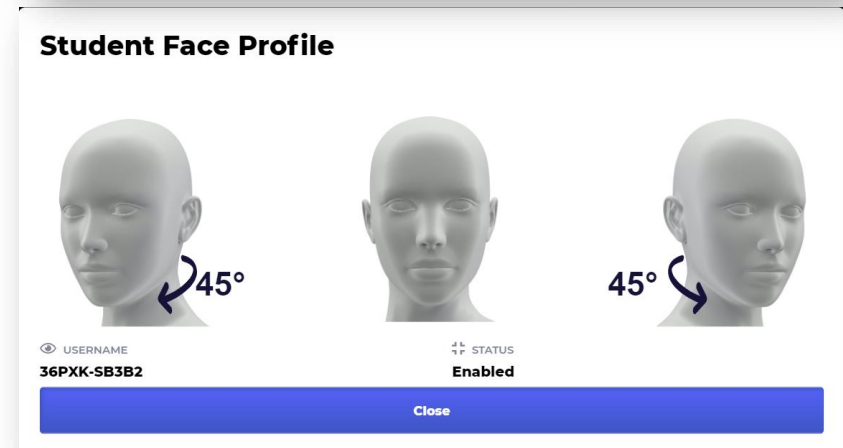 Student Face Profile
45°
45°
USERNAME
STATUS
36PXK-SB3B2
Enabled
Close